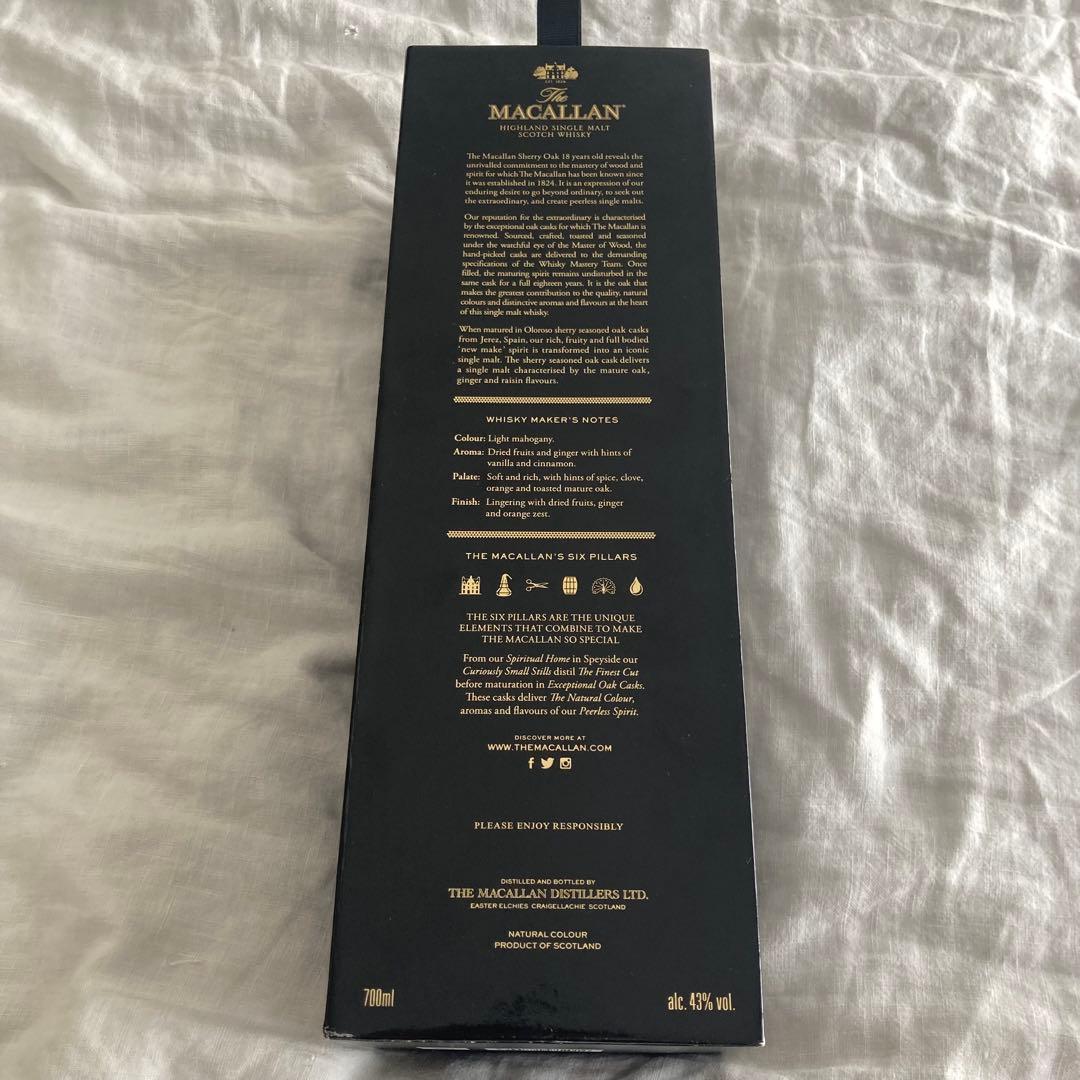 EST. 1824
The
MACALLAN
HIGHLAND SINGLE MALT
SCOTCH WHISKY
The Macallan Sherry Oak 18 years old reveals the
unrivalled commitment to the mastery of wood and
spirit for which The Macallan has been known since
it was established in 1824. It is an expression of our
enduring desire to go beyond ordinary, to seek out
the extraordinary, and create peerless single malts.
Our reputation for the extraordinary is characterised
by the exceptional oak casks for which The Macallan is
renowned. Sourced, crafted, toasted and seasoned
under the watchful eye of the Master of Wood, the
hand-picked casks are delivered to the demanding
specifications of the Whisky Mastery Team. Once
filled, the maturing spirit remains undisturbed in the
same cask for a full eighteen years. It is the oak that
makes the greatest contribution to the quality, natural
colours and distinctive aromas and flavours at the heart
of this single malt whisky.
When matured in Oloroso sherry seasoned oak casks
from Jerez, Spain, our rich, fruity and full bodied
'new make' spirit is transformed into an iconic
single malt. The sherry seasoned oak cask delivers
a single malt characterised by the mature oak,
ginger and raisin flavours.
WHISKY MAKER'S NOTES
Colour: Light mahogany.
Aroma: Dried fruits and ginger with hints of
vanilla and cinnamon.
Palate: Soft and rich, with hints of spice, clove,
orange and toasted mature oak.
Finish: Lingering with dried fruits, ginger
and orange zest.
THE MACALLAN'S SIX PILLARS
THE SIX PILLARS ARE THE UNIQUE
ELEMENTS THAT COMBINE TO MAKE
THE MACALLAN SO SPECIAL
From our Spiritual Home in Speyside our
Curiously Small Stills distil The Finest Cut
before maturation in Exceptional Oak Casks.
These casks deliver The Natural Colour,
aromas and flavours of our Peerless Spirit.
DISCOVER MORE AT
WWW.THEMACALLAN.COM
PLEASE ENJOY RESPONSIBLY
DISTILLED AND BOTTLED BY
THE MACALLAN DISTILLERS LTD.
EASTER ELCHIES CRAIGELLACHIE SCOTLAND
NATURAL COLOUR
PRODUCT OF SCOTLAND
700ml
alc. 43% vol.